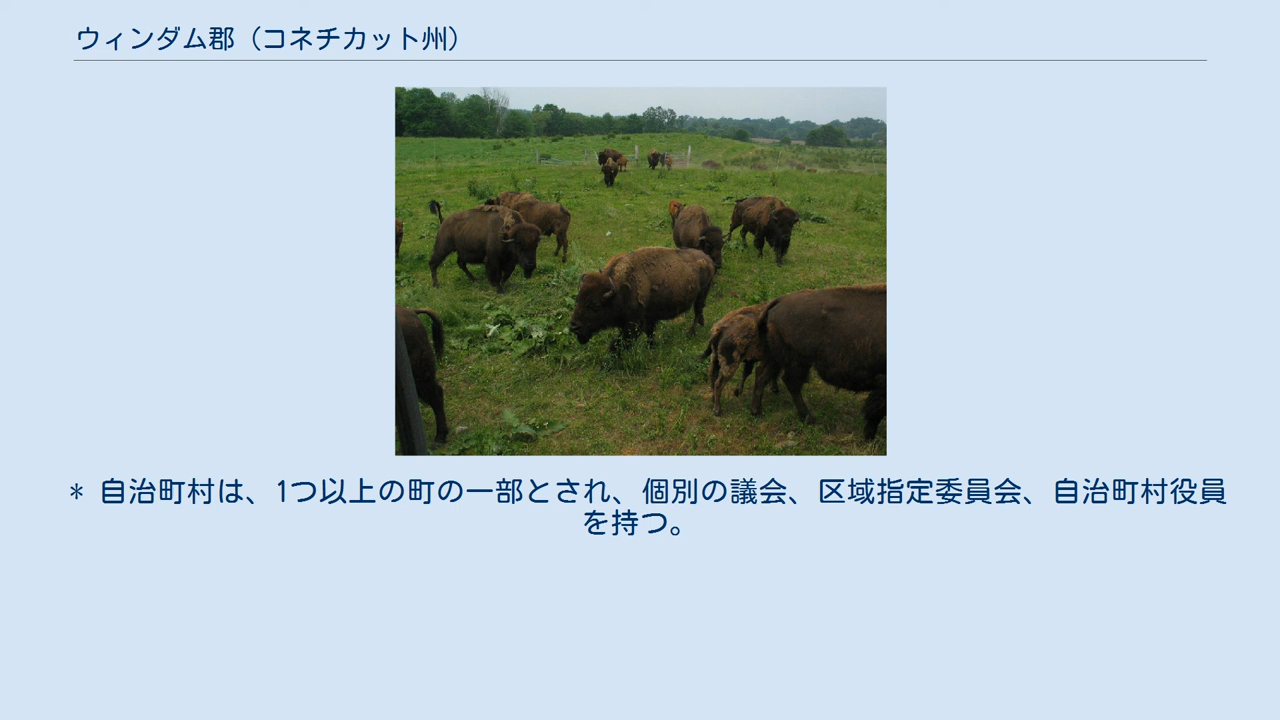 ウィンダム郡（コネチカット州）
* 自治町村は、1つ以上の町の一部とされ、個別の議会、区域指定委員会、自治町村役員
を持つ。